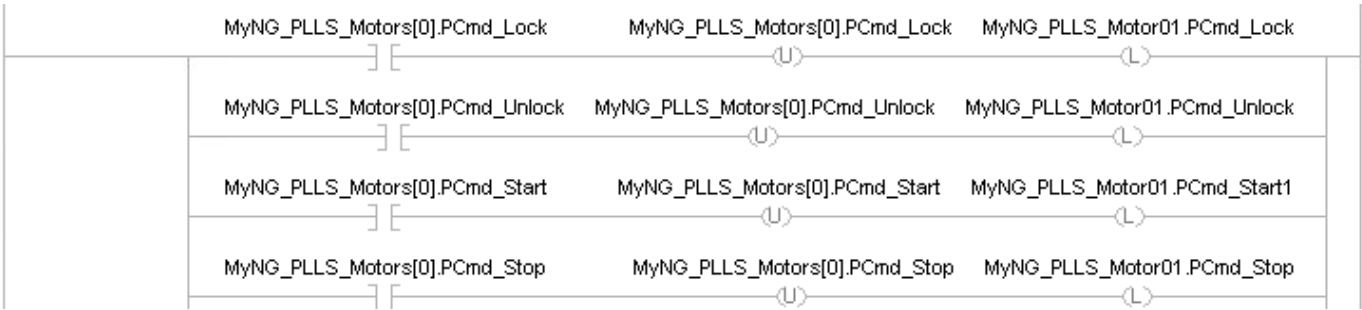 MyNG_PLLS_Motors[0].PCmd_Lock MyNG_PLLS_Motors[0].PCmd_Lock MyNG_PLLS_Motor01.PCmd_Lock
U L
MyNG_PLLS_Motors[0].PCmd_Unlock MyNG_PLLS_Motors[0].PCmd_Unlock MyNG_PLLS_Motor01.PCmd_Unlock
U L
MyNG_PLLS_Motors[0].PCmd_Start MyNG_PLLS_Motors[0].PCmd_Start MyNG_PLLS_Motor01.PCmd_Start1
U L
MyNG_PLLS_Motors[0].PCmd_Stop MyNG_PLLS_Motors[0].PCmd_Stop MyNG_PLLS_Motor01.PCmd_Stop
U L